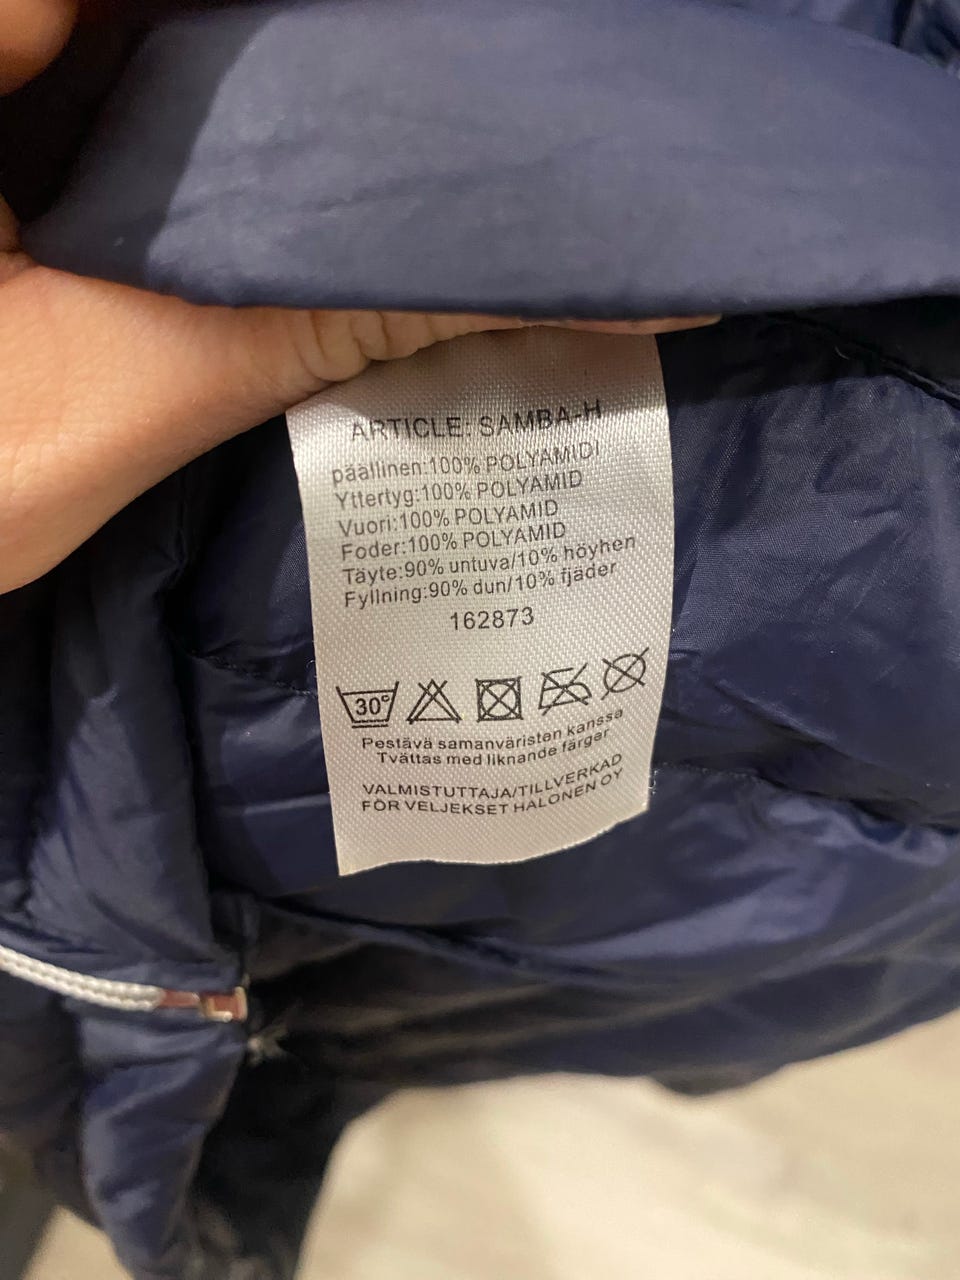 ARTICLE: SAMBA-H
päällinen:100% POLYAMIDI
Yttertyg:100% POLYAMID
Vuori:100% POLYAMID
Foder:100% POLYAMID
Täyte:90% untuva/10% höyhen
Fyllning:90% dun/10% fjäder
162873
30°
Pestävä samanväristen kanssa
Tvättas med liknande färger
VALMISTUTTAJA/TILLVERKAD
FÖR VELJEKSET HALONEN OY